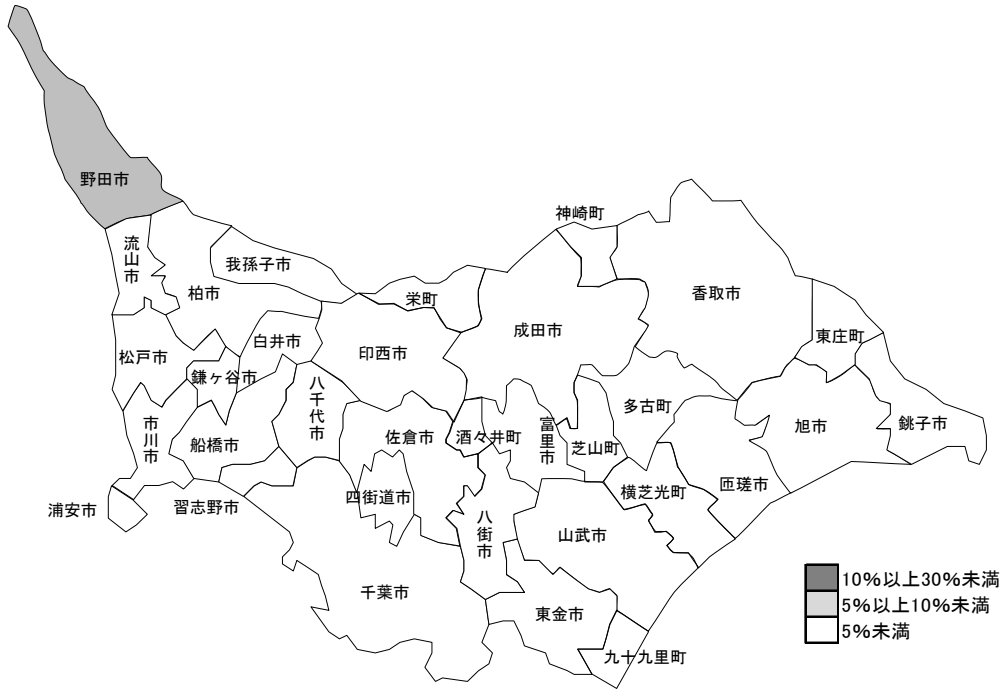 野田市
神崎町
流山市
我孫子市
柏市
栄町
香取市
成田市
東庄町
白井市
印西市
松戸市
鎌ヶ谷市
八千代市
多古町
市川市
船橋市
佐倉市
酒々井町
富里市
芝山町
旭市
銚子市
四街道市
横芝光町
匝瑳市
浦安市
習志野市
八街市
山武市
千葉市
東金市
九十九里町
10%以上30%未満
5%以上10%未満
5%未満